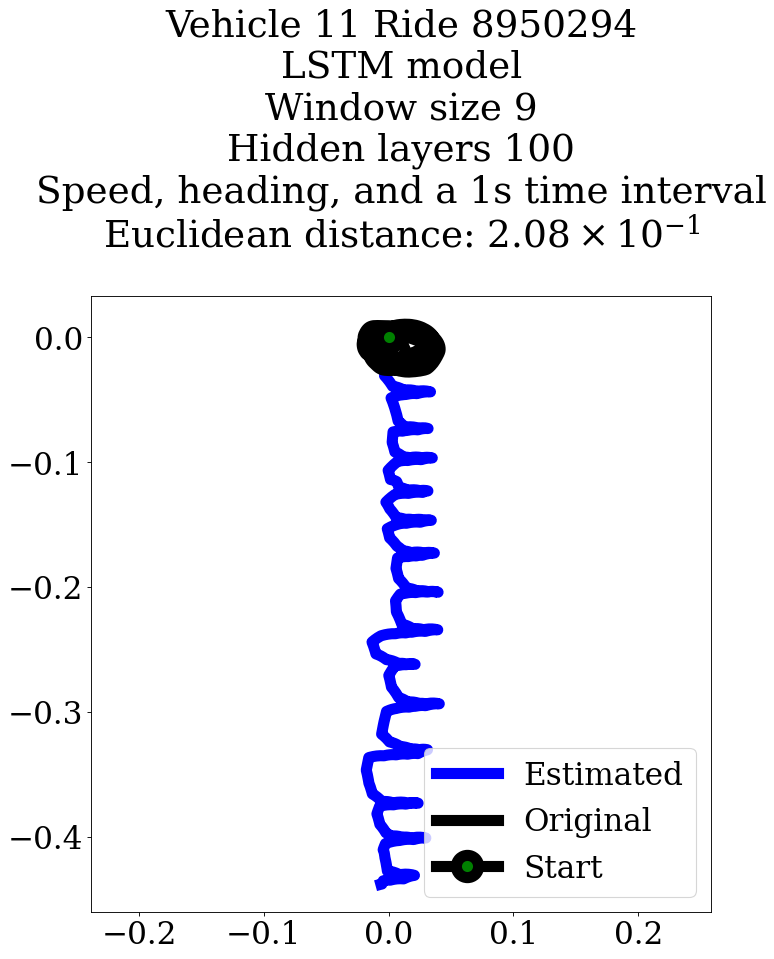 Vehicle 11 Ride 8950294
LSTM model
Window size 9
Hidden layers 100
Speed, heading, and a 1s time interval
Euclidean distance: 2.08 × 10⁻¹
0.0
−0.1
−0.2
−0.3
−0.4
Estimated
Original
Start
−0.2 −0.1 0.0 0.1 0.2